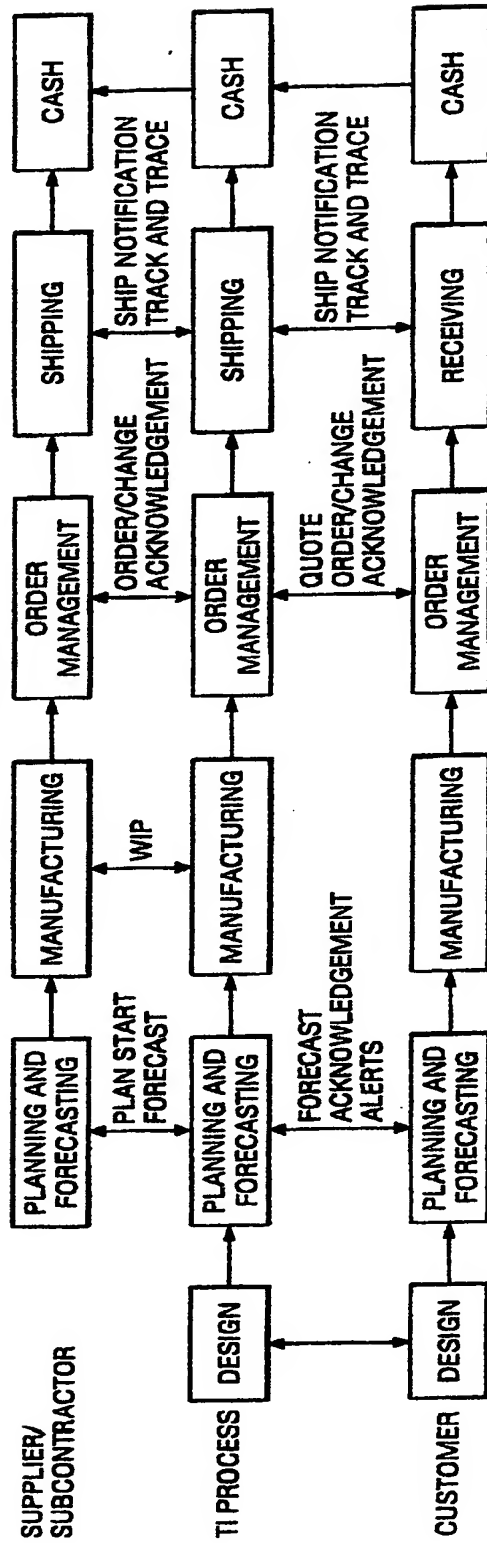 SUPPLIER/
SUBCONTRACTOR
PLANNING AND
FORECASTING
MANUFACTURING
ORDER
MANAGEMENT
SHIPPING
CASH
PLAN START
FORECAST
WIP
ORDER/CHANGE
ACKNOWLEDGEMENT
SHIP NOTIFICATION
TRACK AND TRACE
TI PROCESS
DESIGN
PLANNING AND
FORECASTING
MANUFACTURING
ORDER
MANAGEMENT
SHIPPING
CASH
FORECAST
ACKNOWLEDGEMENT
ALERTS
QUOTE
ORDER/CHANGE
ACKNOWLEDGEMENT
SHIP NOTIFICATION
TRACK AND TRACE
CUSTOMER
DESIGN
PLANNING AND
FORECASTING
MANUFACTURING
ORDER
MANAGEMENT
RECEIVING
CASH